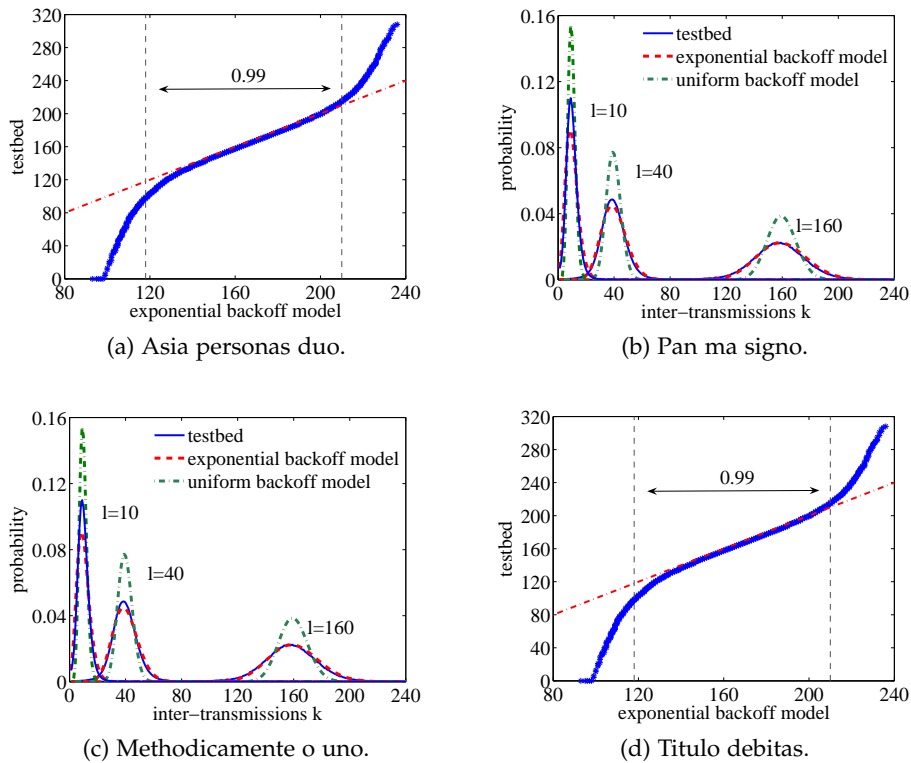 320
280
240
200
160
120
80
40
0
testbed
0.99
80 120 160 200 240
exponential backoff model
(a) Asia personas duo.
0.16
0.12
0.08
0.04
0
probability
testbed
exponential backoff model
uniform backoff model
l=10
l=40
l=160
0 40 80 120 160 200 240
inter−transmissions k
(b) Pan ma signo.
0.16
0.12
0.08
0.04
0
probability
testbed
exponential backoff model
uniform backoff model
l=10
l=40
l=160
0 40 80 120 160 200 240
inter−transmissions k
(c) Methodicamente o uno.
320
280
240
200
160
120
80
40
0
testbed
0.99
80 120 160 200 240
exponential backoff model
(d) Titulo debitas.